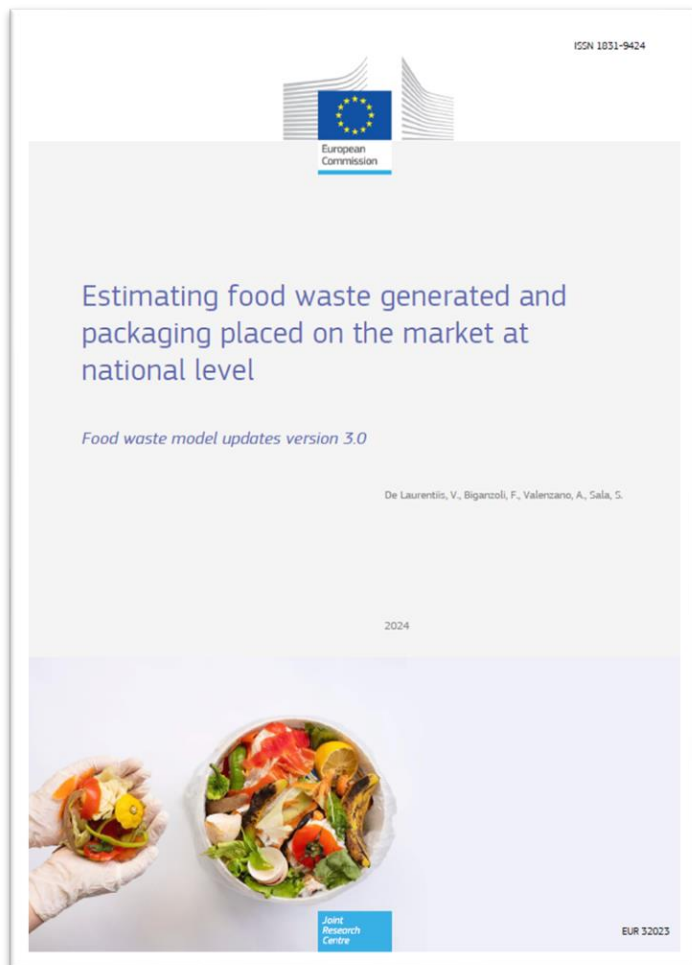 ISSN 1831-9424
European
Commission
Estimating food waste generated and
packaging placed on the market at
national level
Food waste model updates version 3.0
De Laurentiis, V., Biganzoli, F., Valenzano, A., Sala, S.
2024
Joint
Research
Centre
EUR 32023